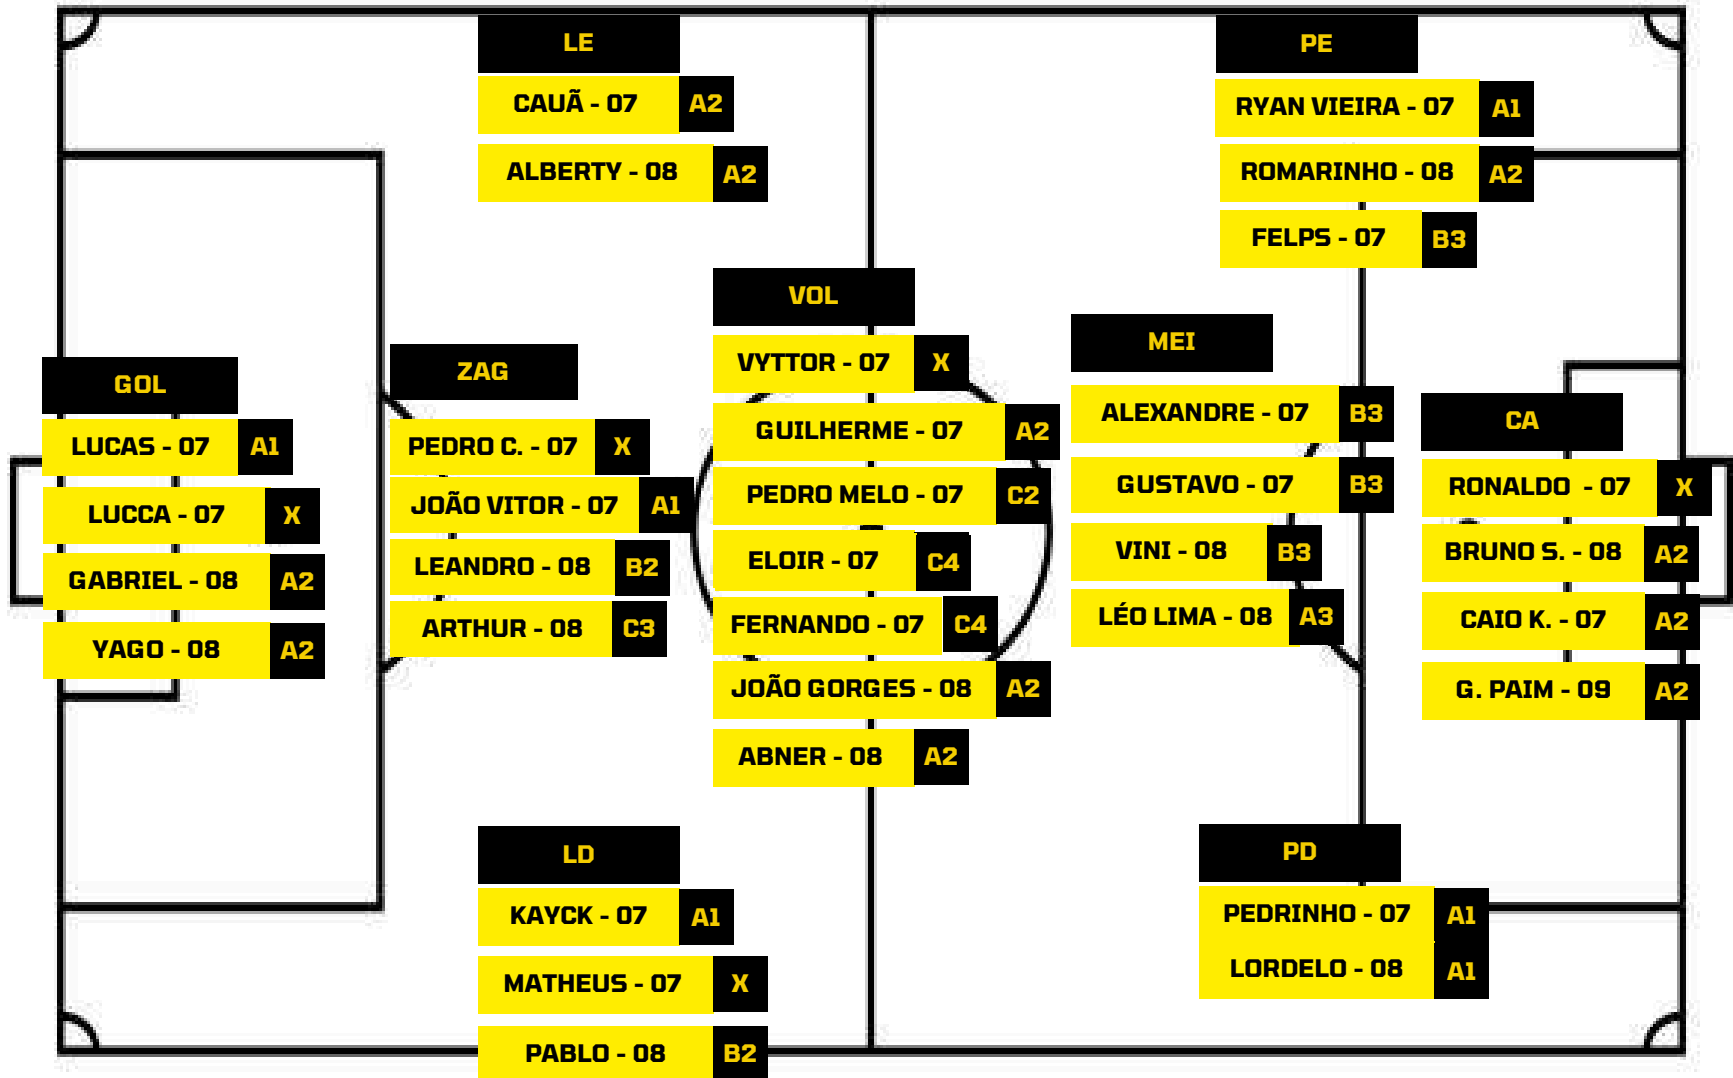 GOL
LUCAS - 07 A1
LUCCA - 07 X
GABRIEL - 08 A2
YAGO - 08 A2
LE
CAUÃ - 07 A2
ALBERTY - 08 A2
ZAG
PEDRO C. - 07 X
JOÃO VITOR - 07 A1
LEANDRO - 08 B2
ARTHUR - 08 C3
LD
KAYCK - 07 A1
MATHEUS - 07 X
PABLO - 08 B2
VOL
VYTTOR - 07 X
GUILHERME - 07 A2
PEDRO MELO - 07 C2
ELOIR - 07 C4
FERNANDO - 07 C4
JOÃO GORGES - 08 A2
ABNER - 08 A2
MEI
ALEXANDRE - 07 B3
GUSTAVO - 07 B3
VINI - 08 B3
LÉO LIMA - 08 A3
PE
RYAN VIEIRA - 07 A1
ROMARINHO - 08 A2
FELPS - 07 B3
CA
RONALDO - 07 X
BRUNO S. - 08 A2
CAIO K. - 07 A2
G. PAIM - 09 A2
PD
PEDRINHO - 07 A1
LORDELO - 08 A1